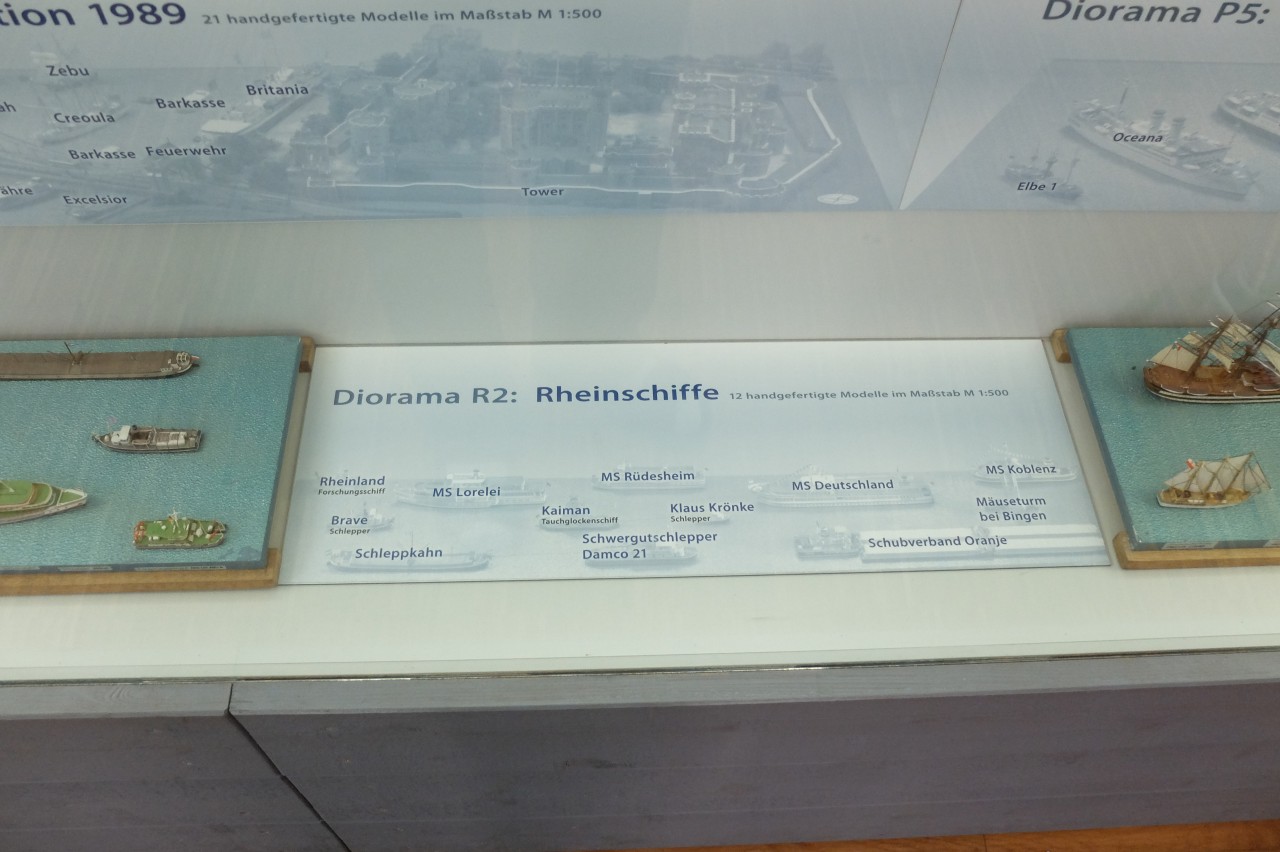 1989 21 handgefertigte Modelle im Maßstab M 1:500
Zebu
Britania
Barkasse
Creoula
Barkasse Feuerwehr
Excelsior
Tower
Diorama P5:
Oceana
Elbe 1
Diorama R2: Rheinschiffe 12 handgefertigte Modelle im Maßstab M 1:500
Rheinland
Forschungsschiff
MS Lorelei
MS Rüdesheim
MS Deutschland
MS Koblenz
Brave
Schlepper
Kaiman
Tauchglockenschiff
Klaus Krönke
Schlepper
Mäuseturm
bei Bingen
Schleppkahn
Schwergutschlepper
Damco 21
Schubverband Oranje